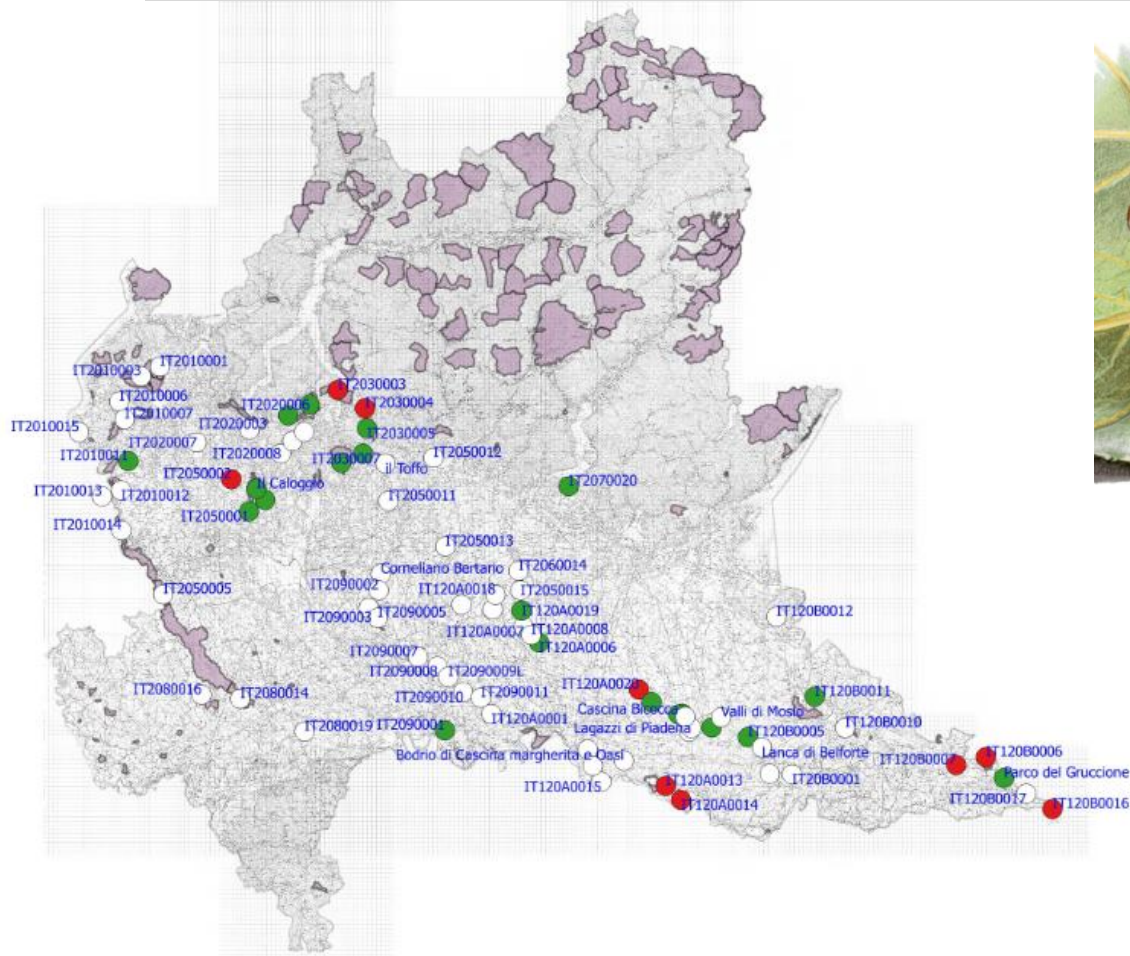 IT2010001
IT2010003
IT2030003
IT2010006
IT2020006
IT2030004
IT2010007
IT2010015
IT2020003
IT2030005
IT2020007
IT2020008
IT2030007
IT2050012
IT2010011
il Toffo
IT2050002
Il Caloggio
IT2070020
IT2010013
IT2010012
IT2050011
IT2050001
IT2010014
IT2050013
Cornellano Bertario
IT2060014
IT2090002
IT120A0018
IT2050015
IT2050005
IT120A0019
IT2090005
IT2090003
IT120B0012
IT120A0007
IT120A0008
IT120A0006
IT2090007
IT2090008
IT2090009L
IT120A0020
IT2080016
IT2080014
IT2090010
IT2090011
IT120B0011
Cascina Bicocca
Valli di Mosio
IT120A0001
IT2080019
IT2090001
Lagazzi di Piadena
IT120B0010
IT120B0005
Bodrio di Cascina margherita e Oasi
Lanca di Belforte
IT120B0006
IT120B0007
IT120A0015
IT120A0013
IT20B0001
Parco del Gruccione
IT120A0014
IT120B0017
IT120B0016